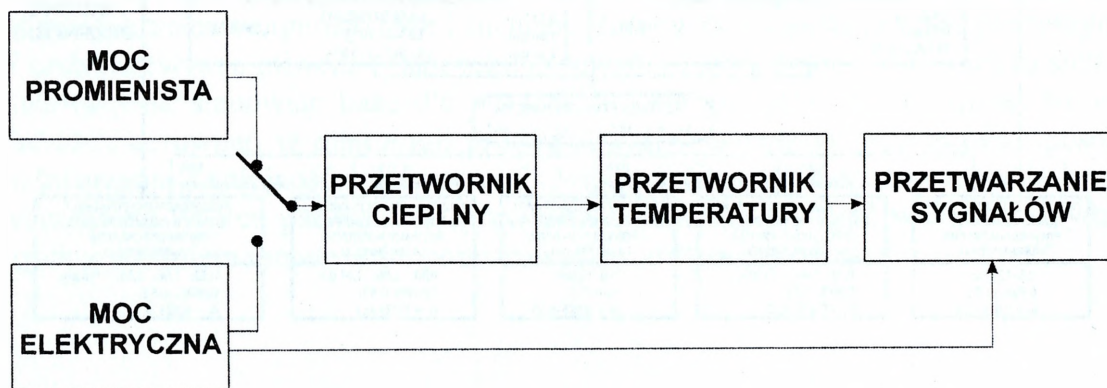 MOC
PROMIENISTA
PRZETWORNIK
CIEPLNY
PRZETWORNIK
TEMPERATURY
PRZETWARZANIE
SYGNAŁÓW
MOC
ELEKTRYCZNA